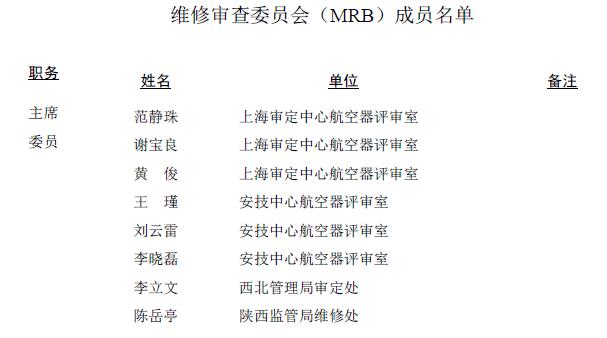 维修审查委员会（MRB）成员名单
职务 姓名 单位 备注
主席 范静珠 上海审定中心航空器评审室
委员 谢宝良 上海审定中心航空器评审室
黄　俊 上海审定中心航空器评审室
王　瑾 安技中心航空器评审室
刘云雷 安技中心航空器评审室
李晓磊 安技中心航空器评审室
李立文 西北管理局审定处
陈岳亭 陕西监管局维修处